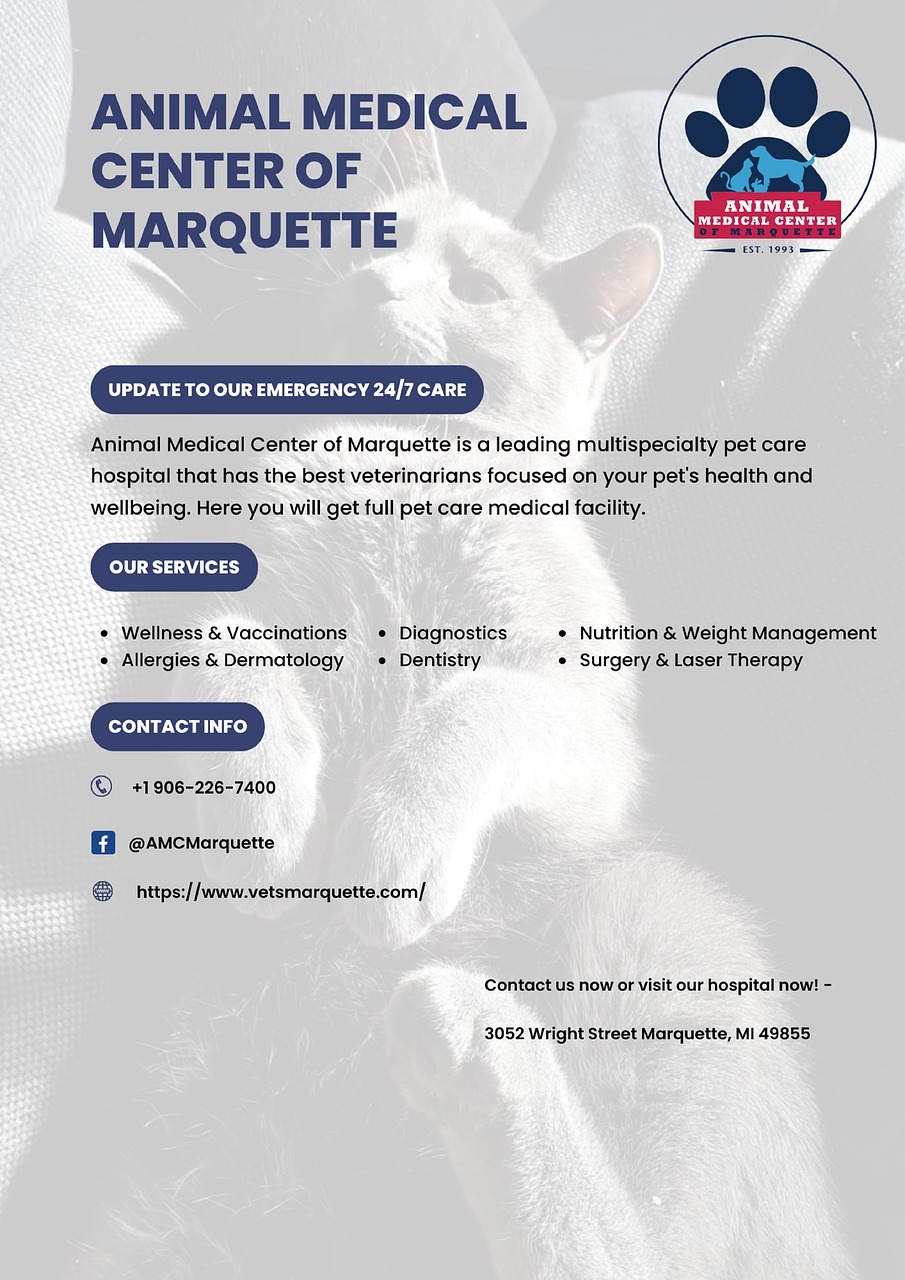 ANIMAL MEDICAL
CENTER OF
MARQUETTE
ANIMAL
MEDICAL CENTER
OF MARQUETTE
EST. 1993
UPDATE TO OUR EMERGENCY 24/7 CARE
Animal Medical Center of Marquette is a leading multispecialty pet care
hospital that has the best veterinarians focused on your pet's health and
wellbeing. Here you will get full pet care medical facility.
OUR SERVICES
• Wellness & Vaccinations • Diagnostics • Nutrition & Weight Management
• Allergies & Dermatology • Dentistry • Surgery & Laser Therapy
CONTACT INFO
+1 906-226-7400
@AMCMarquette
https://www.vetsmarquette.com/
Contact us now or visit our hospital now! -
3052 Wright Street Marquette, MI 49855